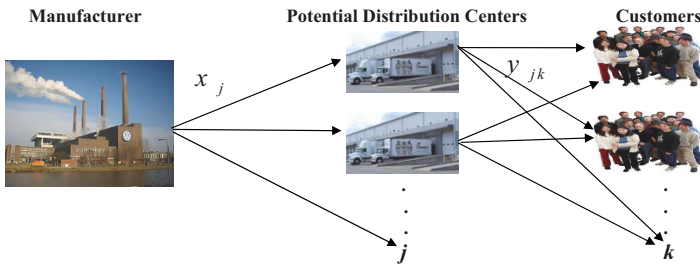 Manufacturer
Potential Distribution Centers
Customers
x j
y jk
j
k